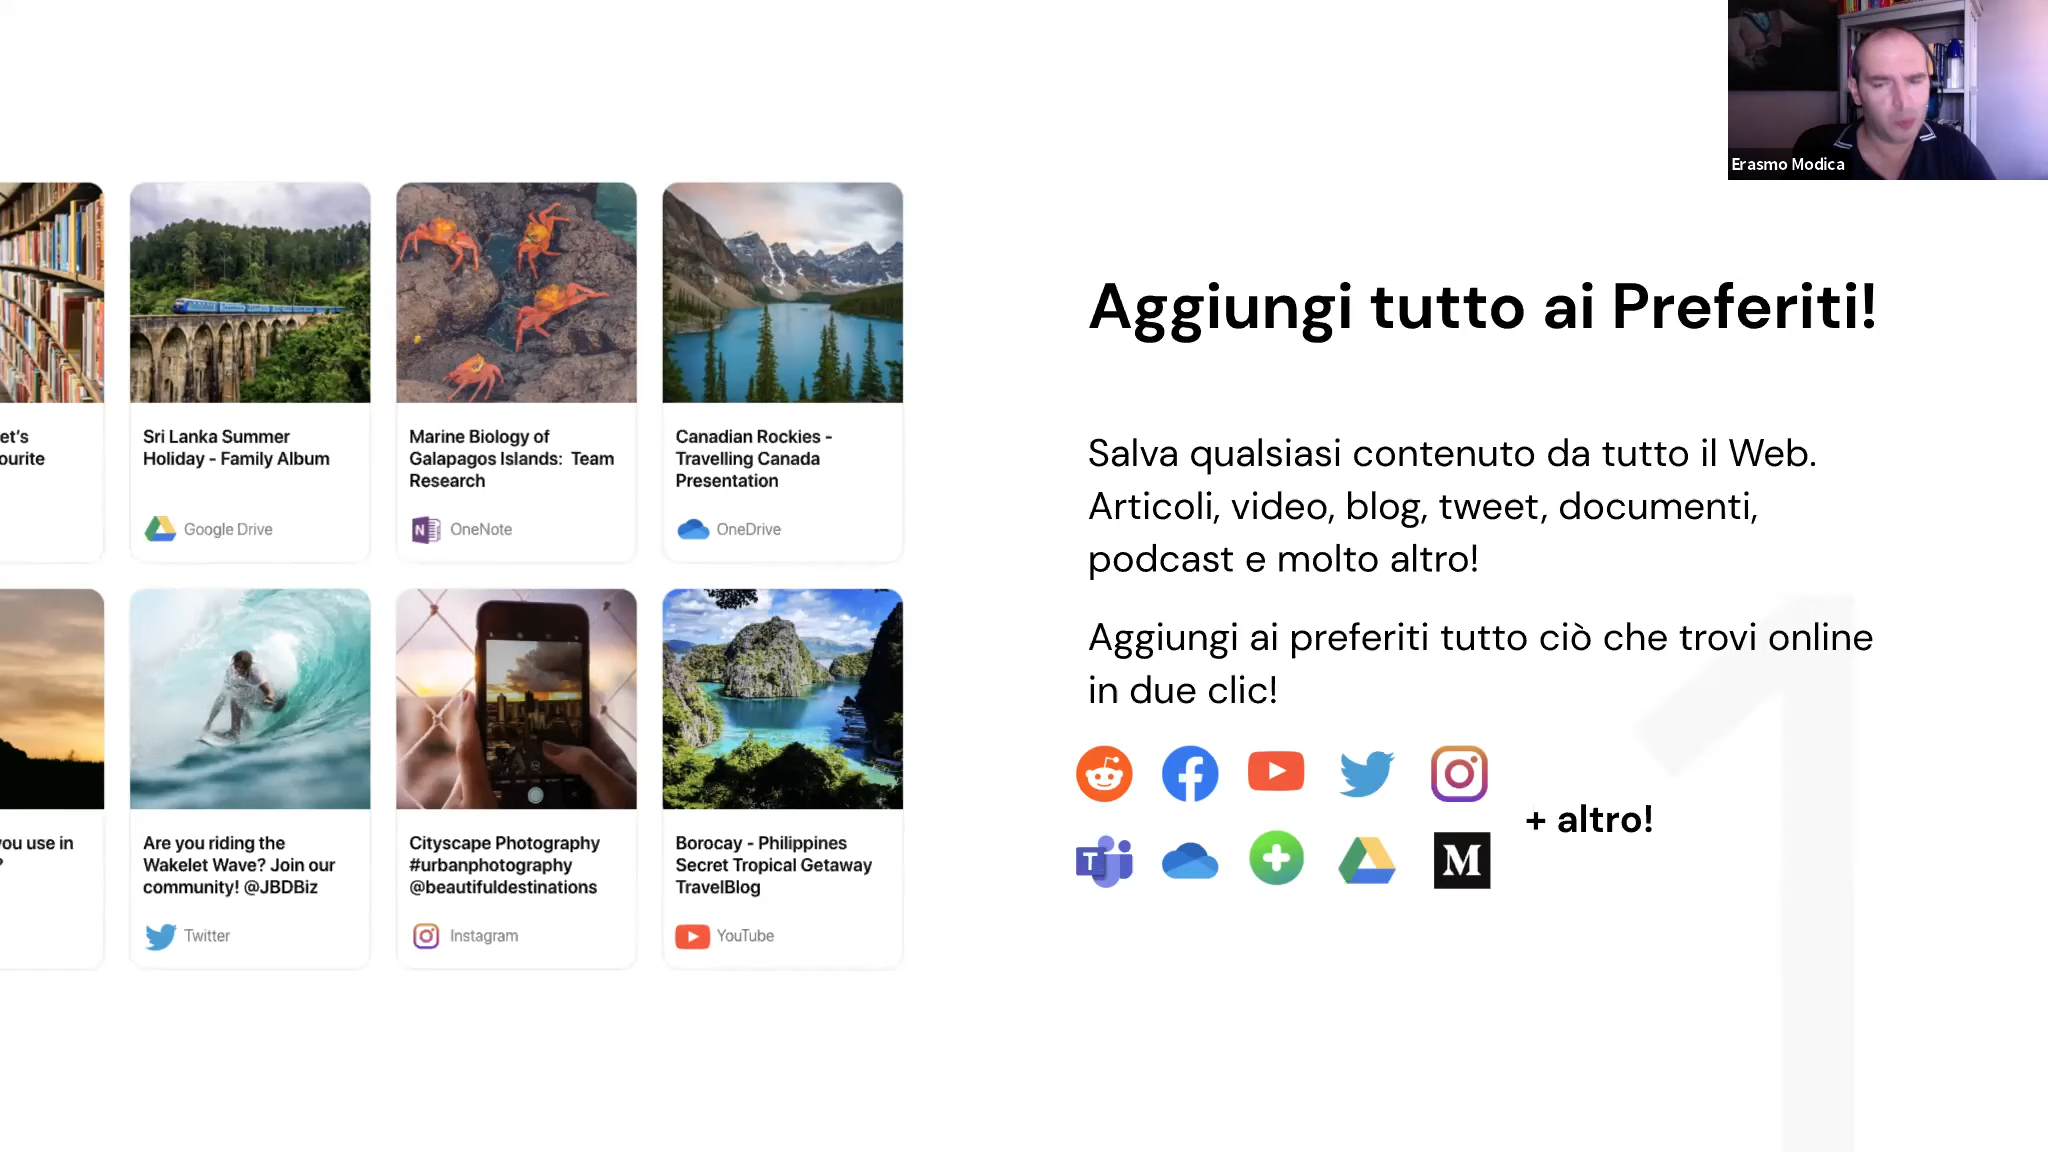 Erasmo Modica
Aggiungi tutto ai Preferiti!
Salva qualsiasi contenuto da tutto il Web.
Articoli, video, blog, tweet, documenti,
podcast e molto altro!
Aggiungi ai preferiti tutto ciò che trovi online
in due clic!
+ altro!
et's
ourite
Sri Lanka Summer
Holiday - Family Album
Google Drive
Marine Biology of
Galapagos Islands: Team
Research
OneNote
Canadian Rockies -
Travelling Canada
Presentation
OneDrive
you use in
?
Are you riding the
Wakelet Wave? Join our
community! @JBDBiz
Twitter
Cityscape Photography
#urbanphotography
@beautifuldestinations
Instagram
Borocay - Philippines
Secret Tropical Getaway
TravelBlog
YouTube
N
T
M
1